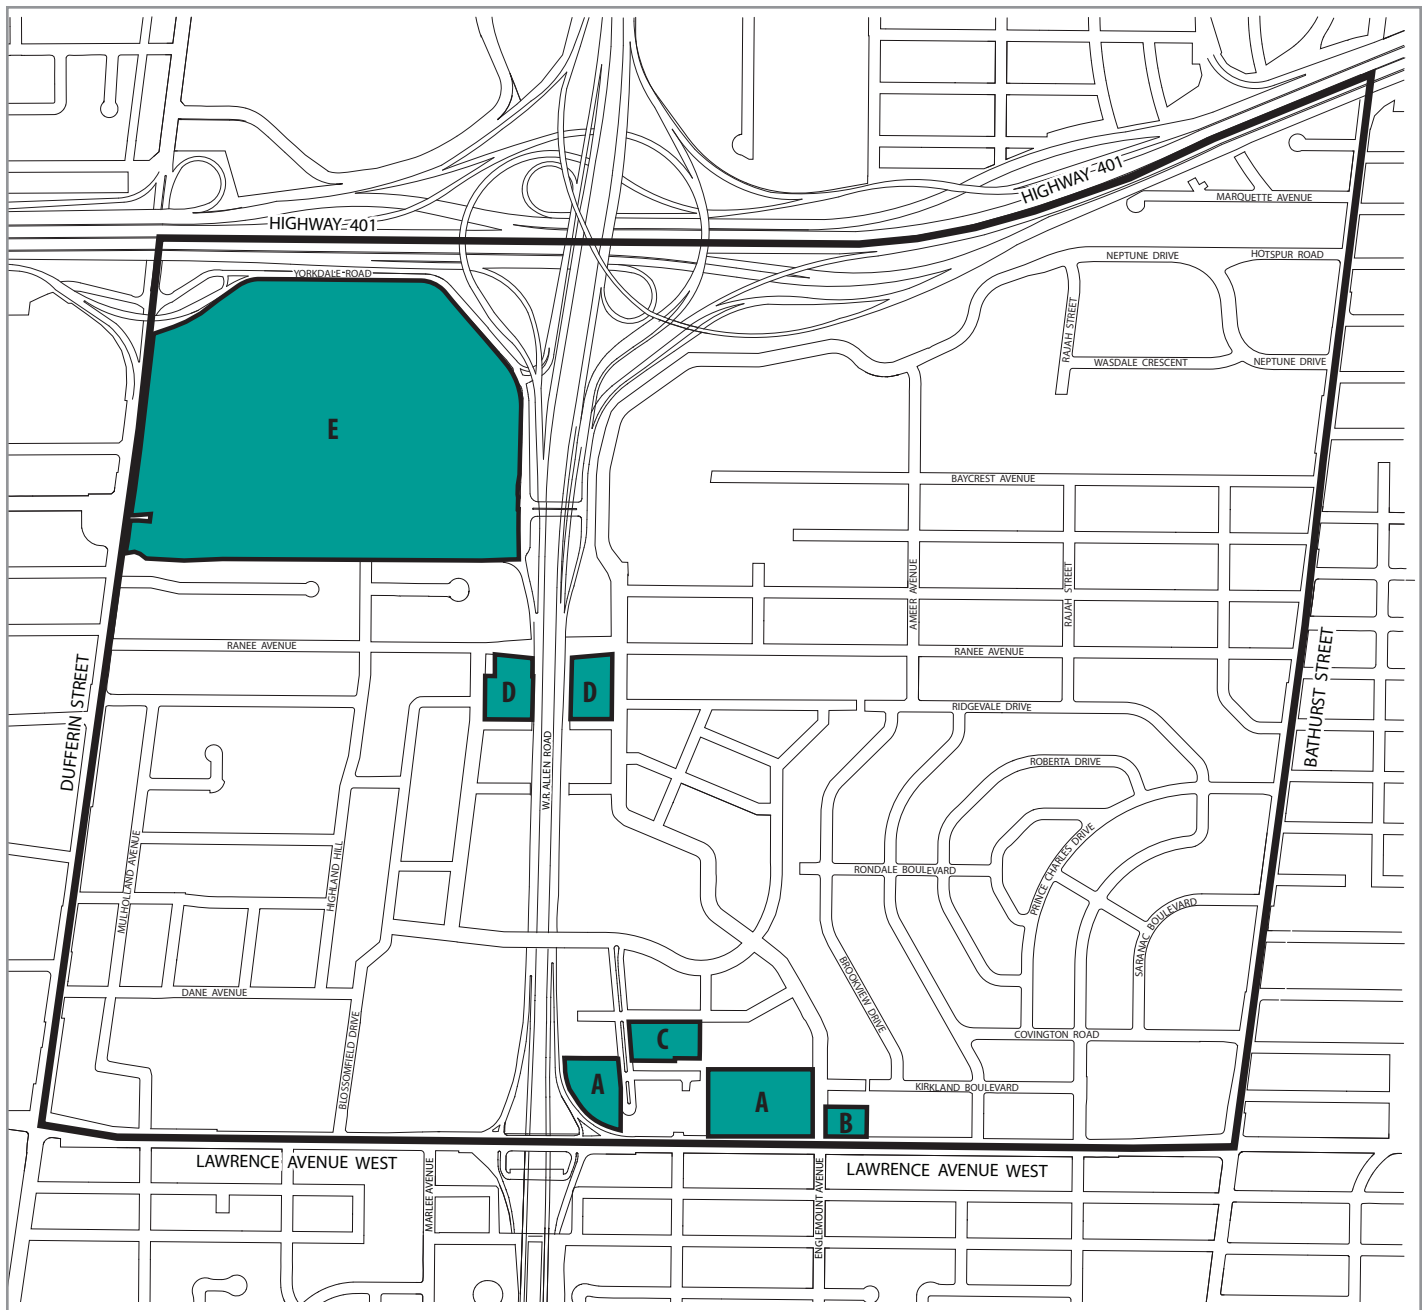 HIGHWAY 401
HIGHWAY 401
MARQUETTE AVENUE
NEPTUNE DRIVE
HOTSPUR ROAD
YORKDALE ROAD
RAJAH STREET
WASDALE CRESCENT
NEPTUNE DRIVE
E
BAYCREST AVENUE
AMEER AVENUE
RAJAH STREET
RANEE AVENUE
RANEE AVENUE
DUFFERIN STREET
D
D
BATHURST STREET
RIDGEVALE DRIVE
W.R. ALLEN ROAD
ROBERTA DRIVE
MULHOLLAND AVENUE
HIGHLAND HILL
RONDALE BOULEVARD
PRINCE CHARLES DRIVE
SARANAC BOULEVARD
BROOKVIEW DRIVE
DANE AVENUE
BLOSSOMFIELD DRIVE
C
COVINGTON ROAD
A
A
KIRKLAND BOULEVARD
B
LAWRENCE AVENUE WEST
LAWRENCE AVENUE WEST
MARLEE AVENUE
ENGLEMOUNT AVENUE